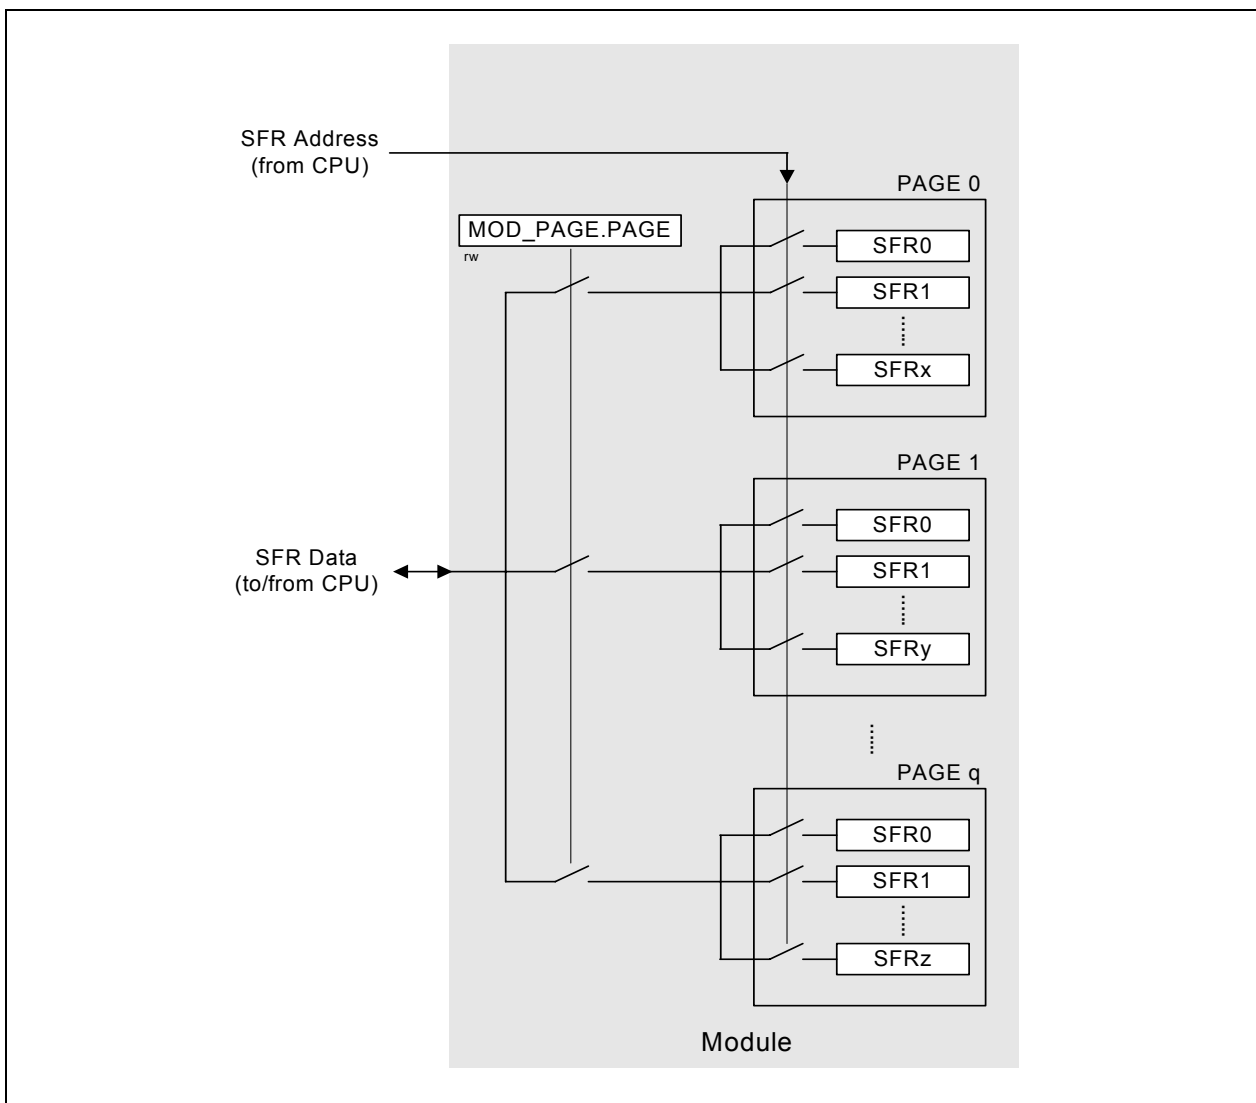 SFR Address
(from CPU)
PAGE 0
MOD_PAGE.PAGE
rw
SFR0
SFR1
SFRx
PAGE 1
SFR0
SFR Data
(to/from CPU)
SFR1
SFRy
PAGE q
SFR0
SFR1
SFRz
Module